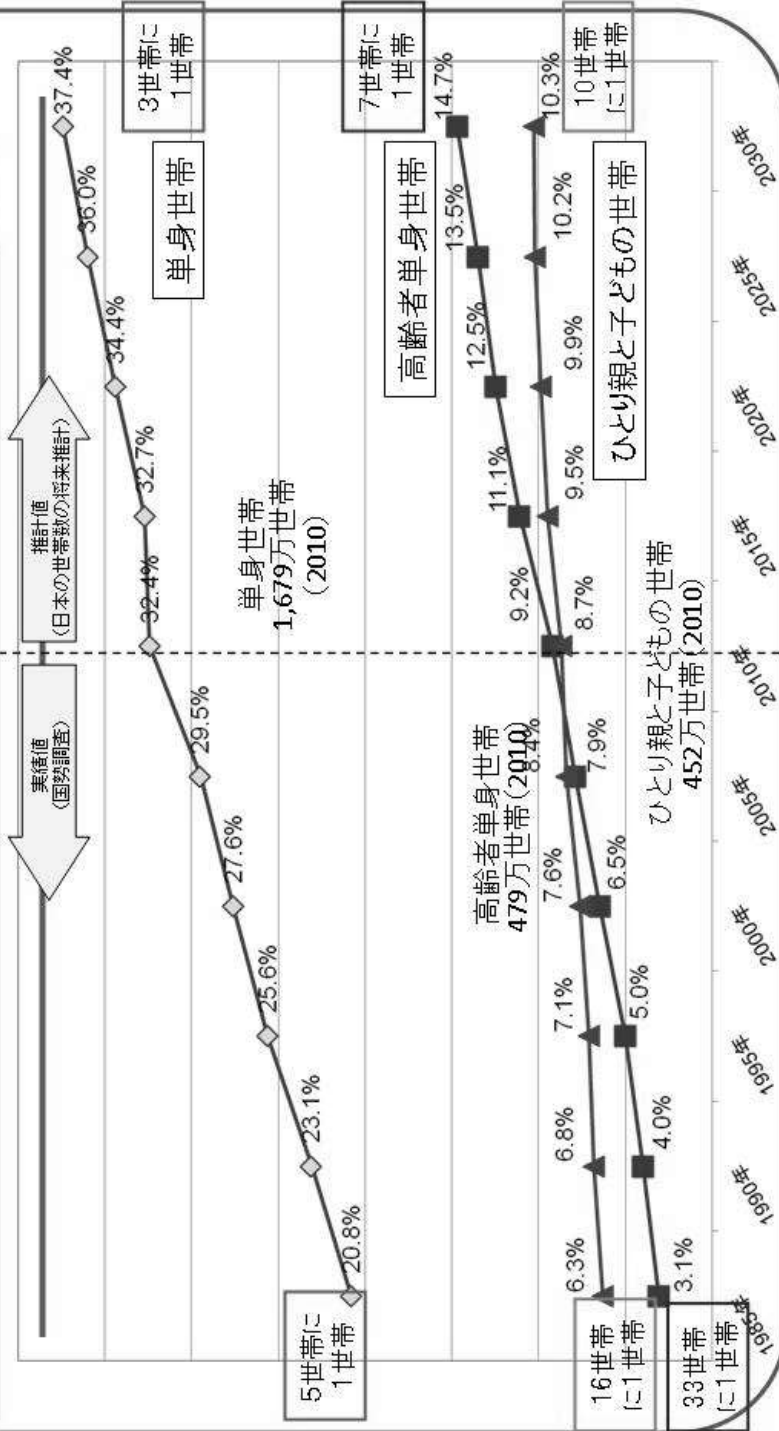 実績値
（国勢調査）
推計値
（日本の世帯数の将来推計）
37.4%
36.0%
34.4%
32.7%
32.4%
29.5%
27.6%
25.6%
23.1%
20.8%
3世帯に
1世帯
単身世帯
5世帯に
1世帯
単身世帯
1,679万世帯
(2010)
7世帯に
1世帯
14.7%
13.5%
12.5%
11.1%
9.2%
高齢者単身世帯
高齢者単身世帯
479万世帯(2010)
8.4%
7.6%
7.1%
6.8%
6.3%
10.3%
10.2%
9.9%
9.5%
8.7%
7.9%
6.5%
5.0%
4.0%
3.1%
10世帯
に1世帯
ひとり親と子どもの世帯
ひとり親と子どもの世帯
452万世帯(2010)
16世帯
に1世帯
33世帯
に1世帯
1985年
1990年
1995年
2000年
2005年
2010年
2015年
2020年
2025年
2030年